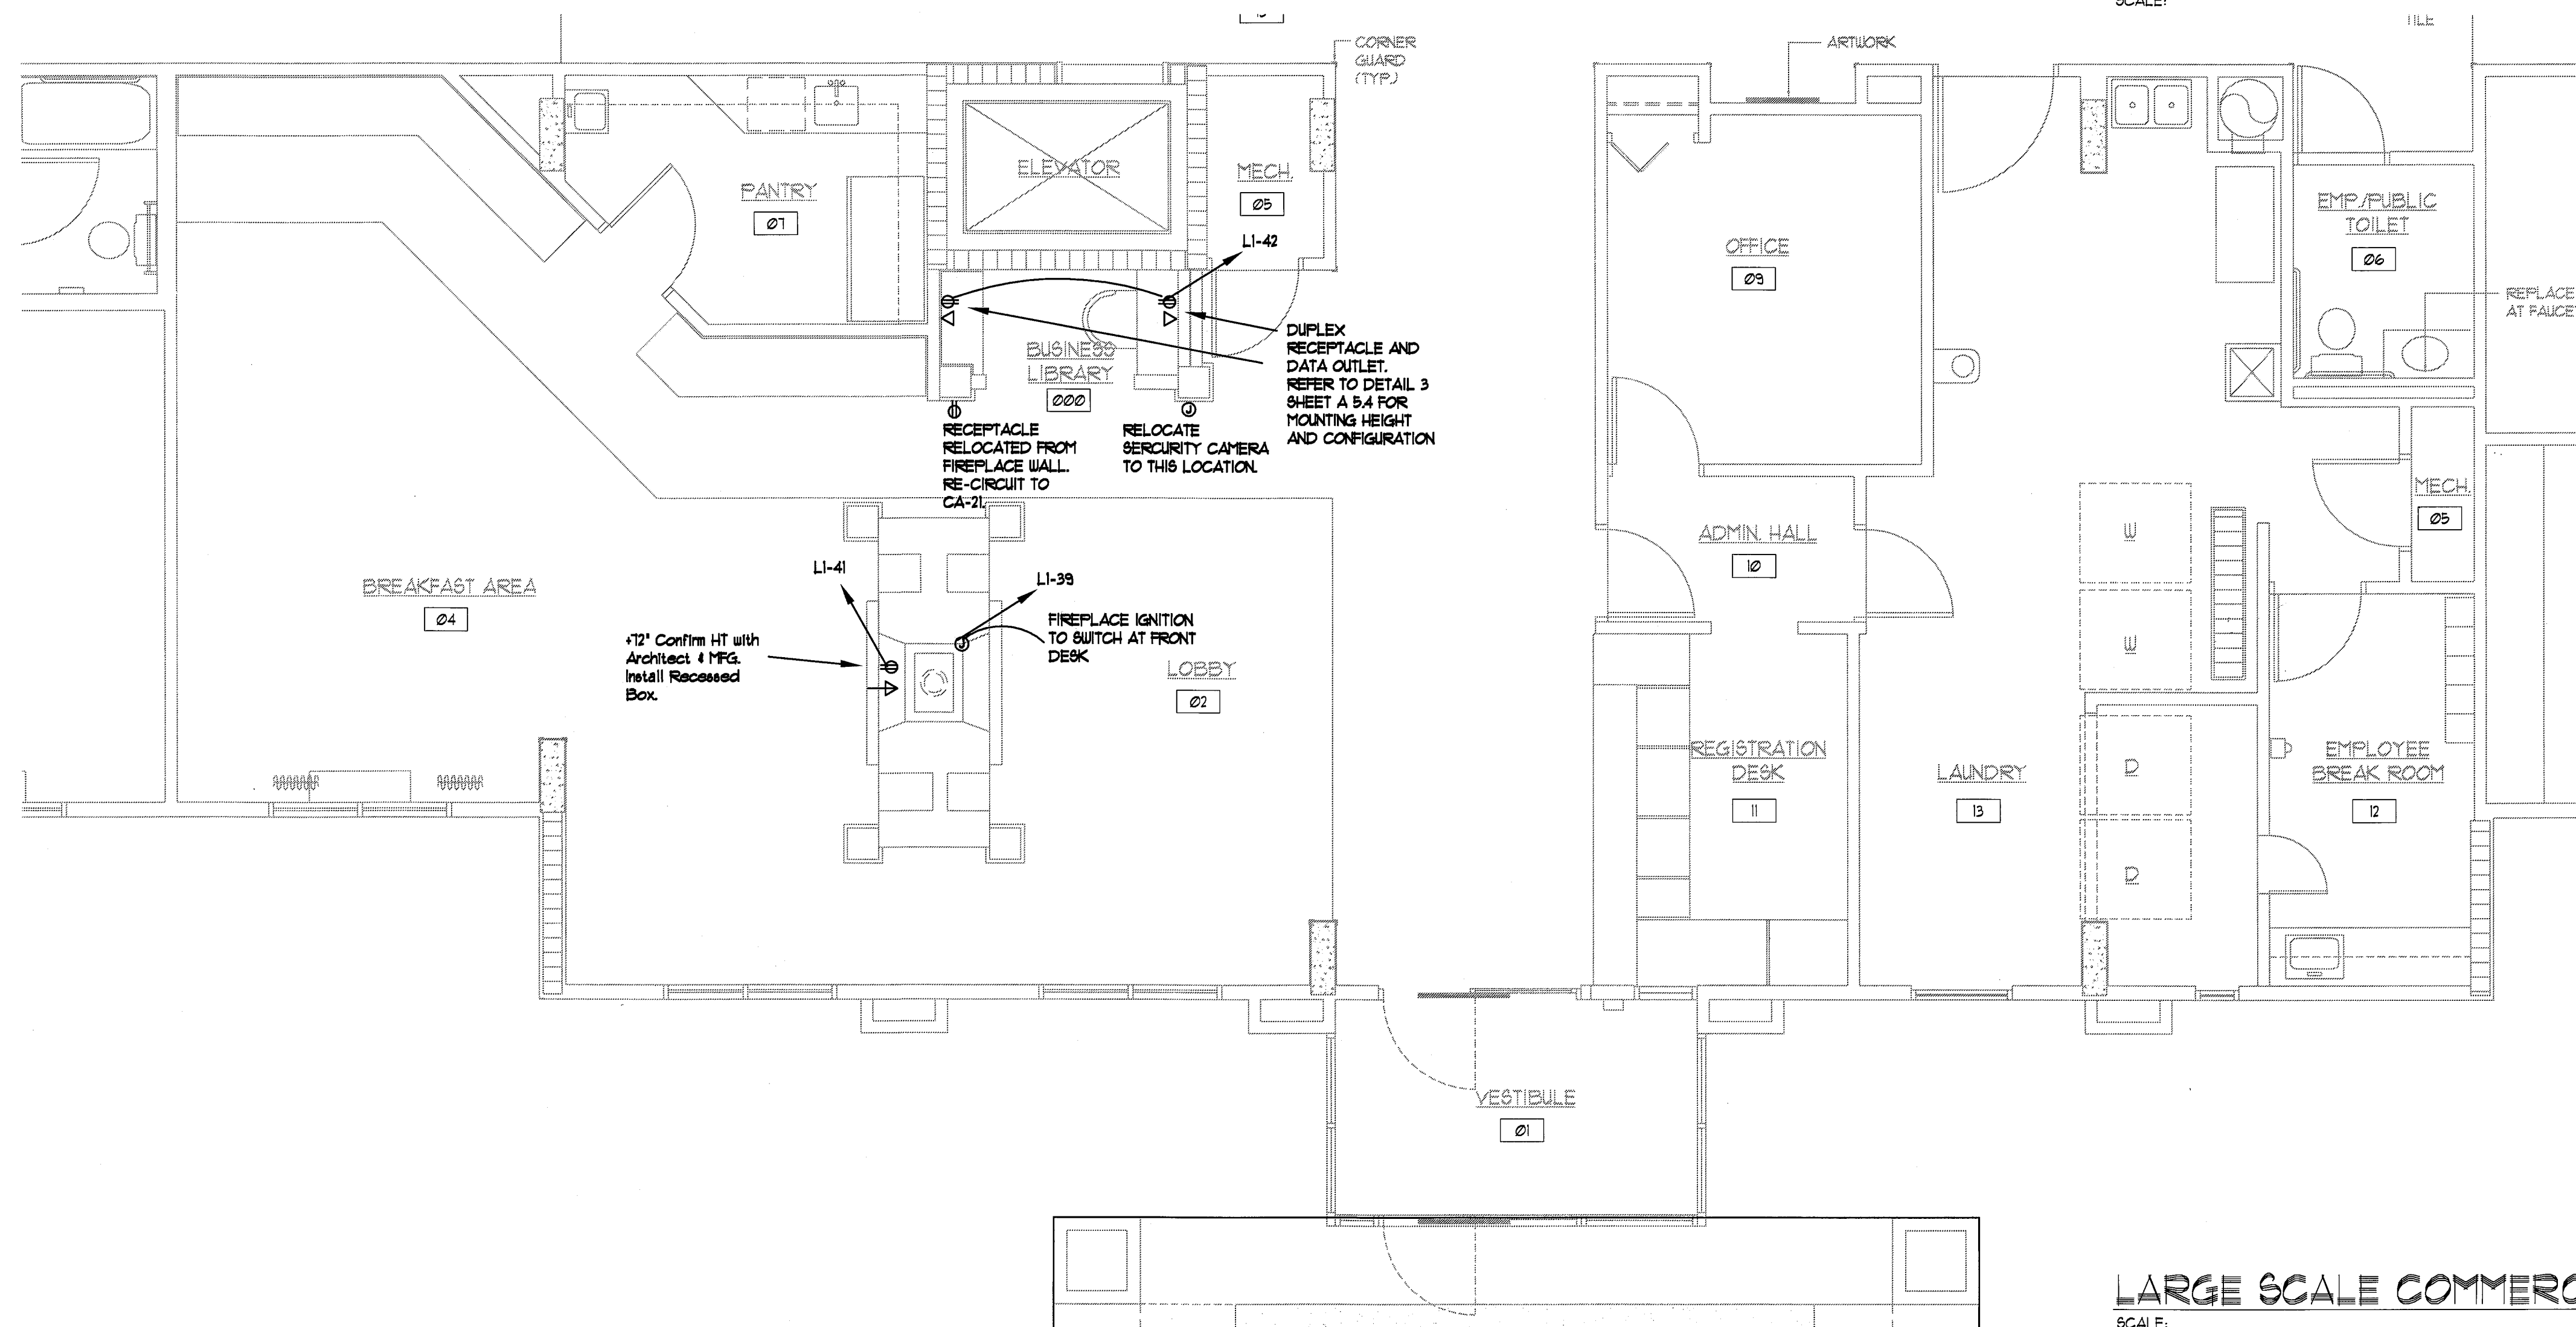 SCALE:
TILE
CORNER
GUARD
(TYP.)
ARTWORK
ELEVATOR
MECH.
05
PANTRY
07
L1-42
OFFICE
09
EMP./PUBLIC
TOILET
06
REPLACE
AT FAUCE
DUPLEX
RECEPTACLE AND
DATA OUTLET.
REFER TO DETAIL 3
SHEET A 5.4 FOR
MOUNTING HEIGHT
AND CONFIGURATION
BUSINESS
LIBRARY
000
J
RECEPTACLE
RELOCATED FROM
FIREPLACE WALL.
RE-CIRCUIT TO
CA-21.
RELOCATE
SERCURITY CAMERA
TO THIS LOCATION.
MECH.
05
ADMIN. HALL
10
W
W
BREAKFAST AREA
04
L1-41
L1-39
J
FIREPLACE IGNITION
TO SWITCH AT FRONT
DESK
+72" Confirm HT with
Architect & MFG.
Install Recessed
Box.
LOBBY
02
REGISTRATION
DESK
11
LAUNDRY
13
D
D
EMPLOYEE
BREAK ROOM
12
VESTIBULE
01
LARGE SCALE COMMERC
SCALE: